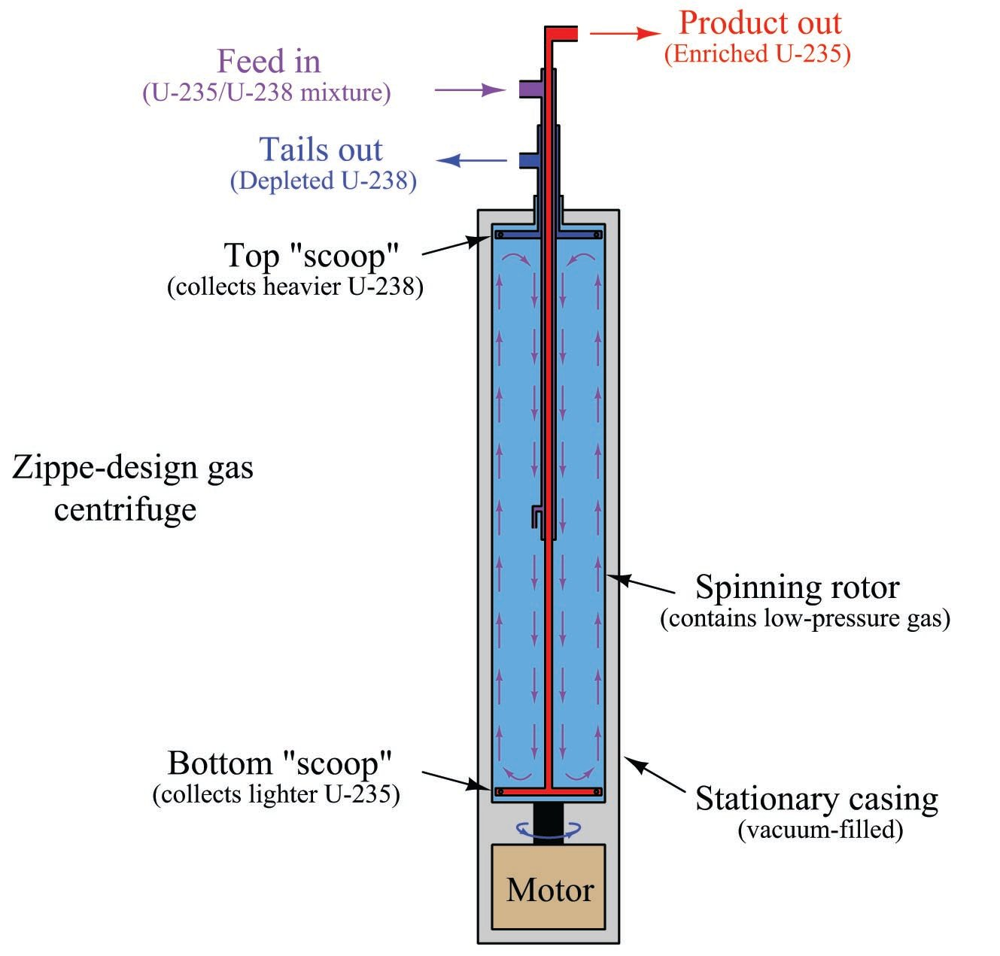 Product out
(Enriched U-235)
Feed in
(U-235/U-238 mixture)
Tails out
(Depleted U-238)
Top "scoop"
(collects heavier U-238)
Zippe-design gas
centrifuge
Spinning rotor
(contains low-pressure gas)
Bottom "scoop"
(collects lighter U-235)
Stationary casing
(vacuum-filled)
Motor